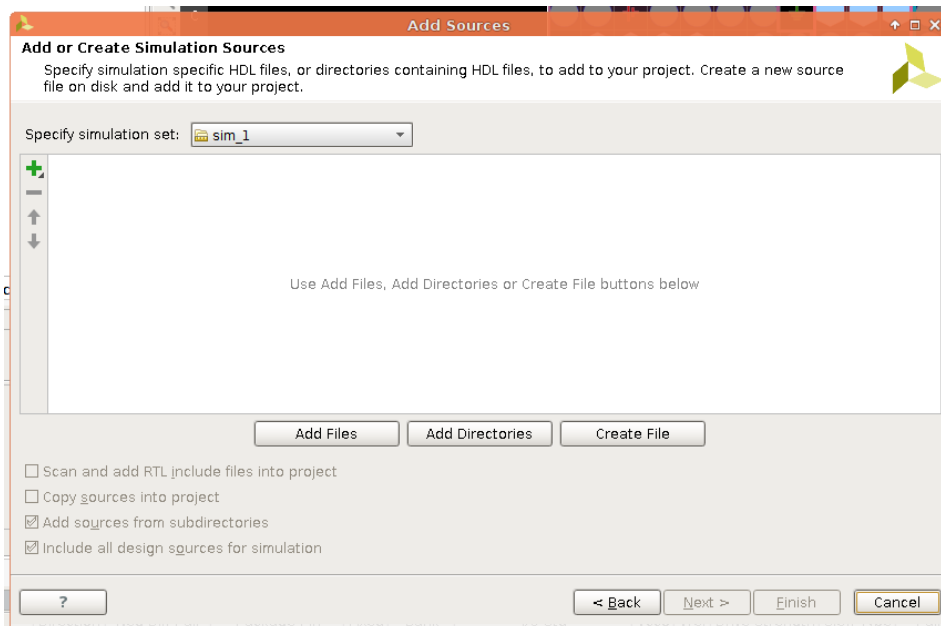 Add Sources
Add or Create Simulation Sources
Specify simulation specific HDL files, or directories containing HDL files, to add to your project. Create a new source
file on disk and add it to your project.
Specify simulation set: sim_1
Use Add Files, Add Directories or Create File buttons below
Add Files Add Directories Create File
Scan and add RTL include files into project
Copy sources into project
Add sources from subdirectories
Include all design sources for simulation
? < Back Next > Finish Cancel